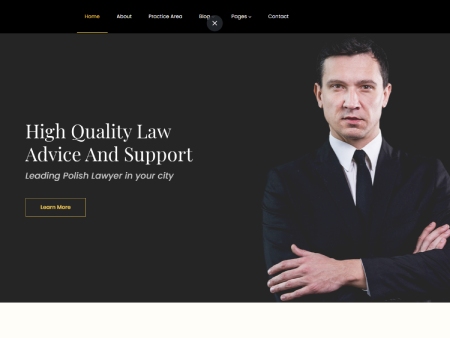 Home About Practice Area Blog Pages Contact
High Quality Law
Advice And Support
Leading Polish Lawyer in your city
Learn More